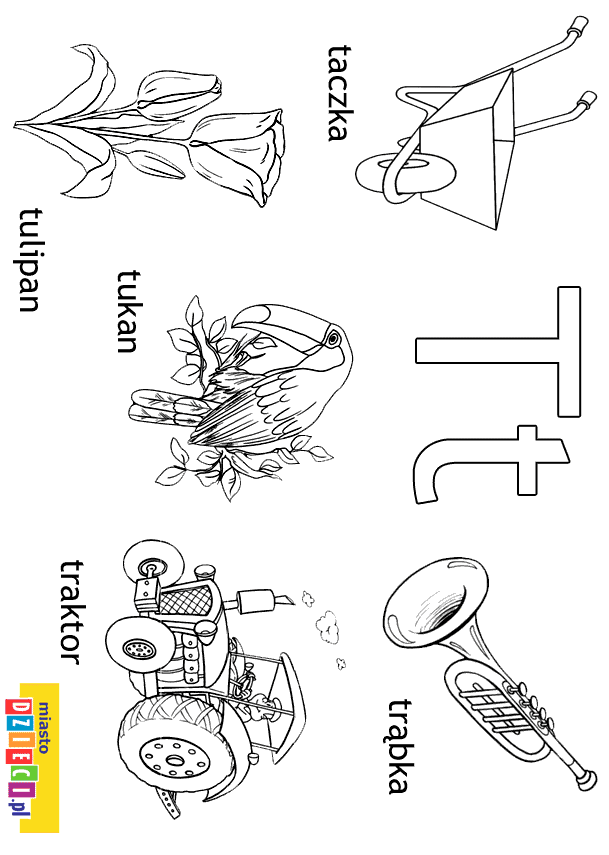 T t
taczka
trąbka
tukan
tulipan
traktor
miasto
DZIECI.pl